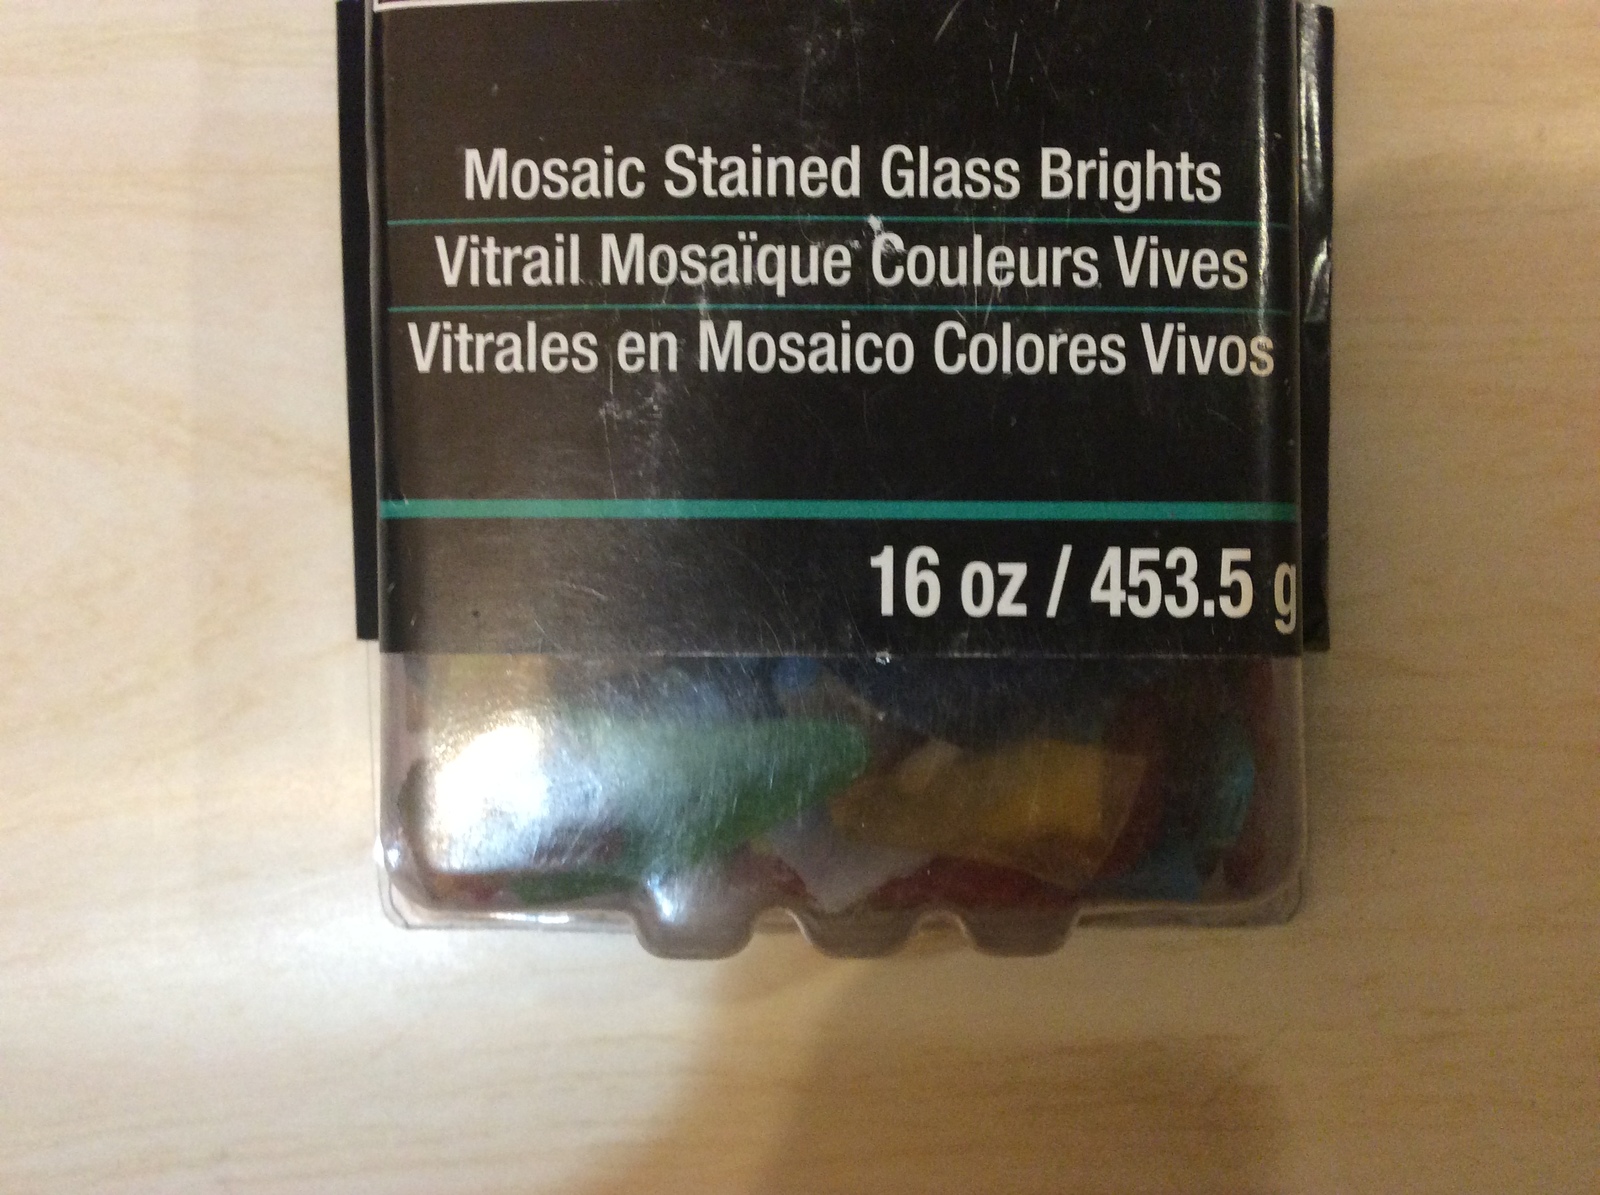 Mosaic Stained Glass Brights
Vitrail Mosaïque Couleurs Vives
Vitrales en Mosaico Colores Vivos
16 oz / 453.5 g